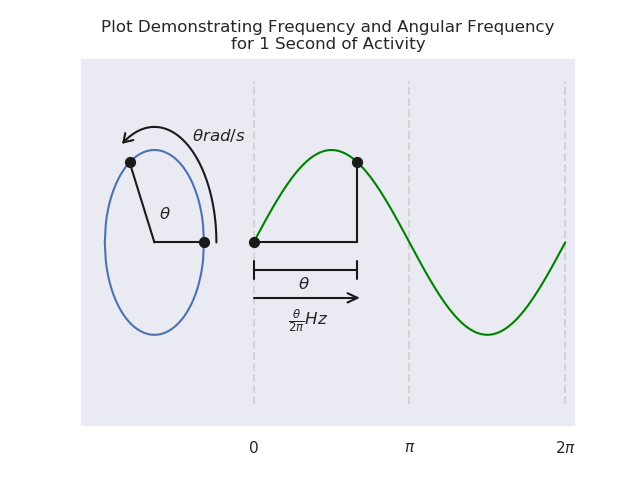 Plot Demonstrating Frequency and Angular Frequency
for 1 Second of Activity
θrad/s
θ
θ
θ/2π Hz
0 π 2π